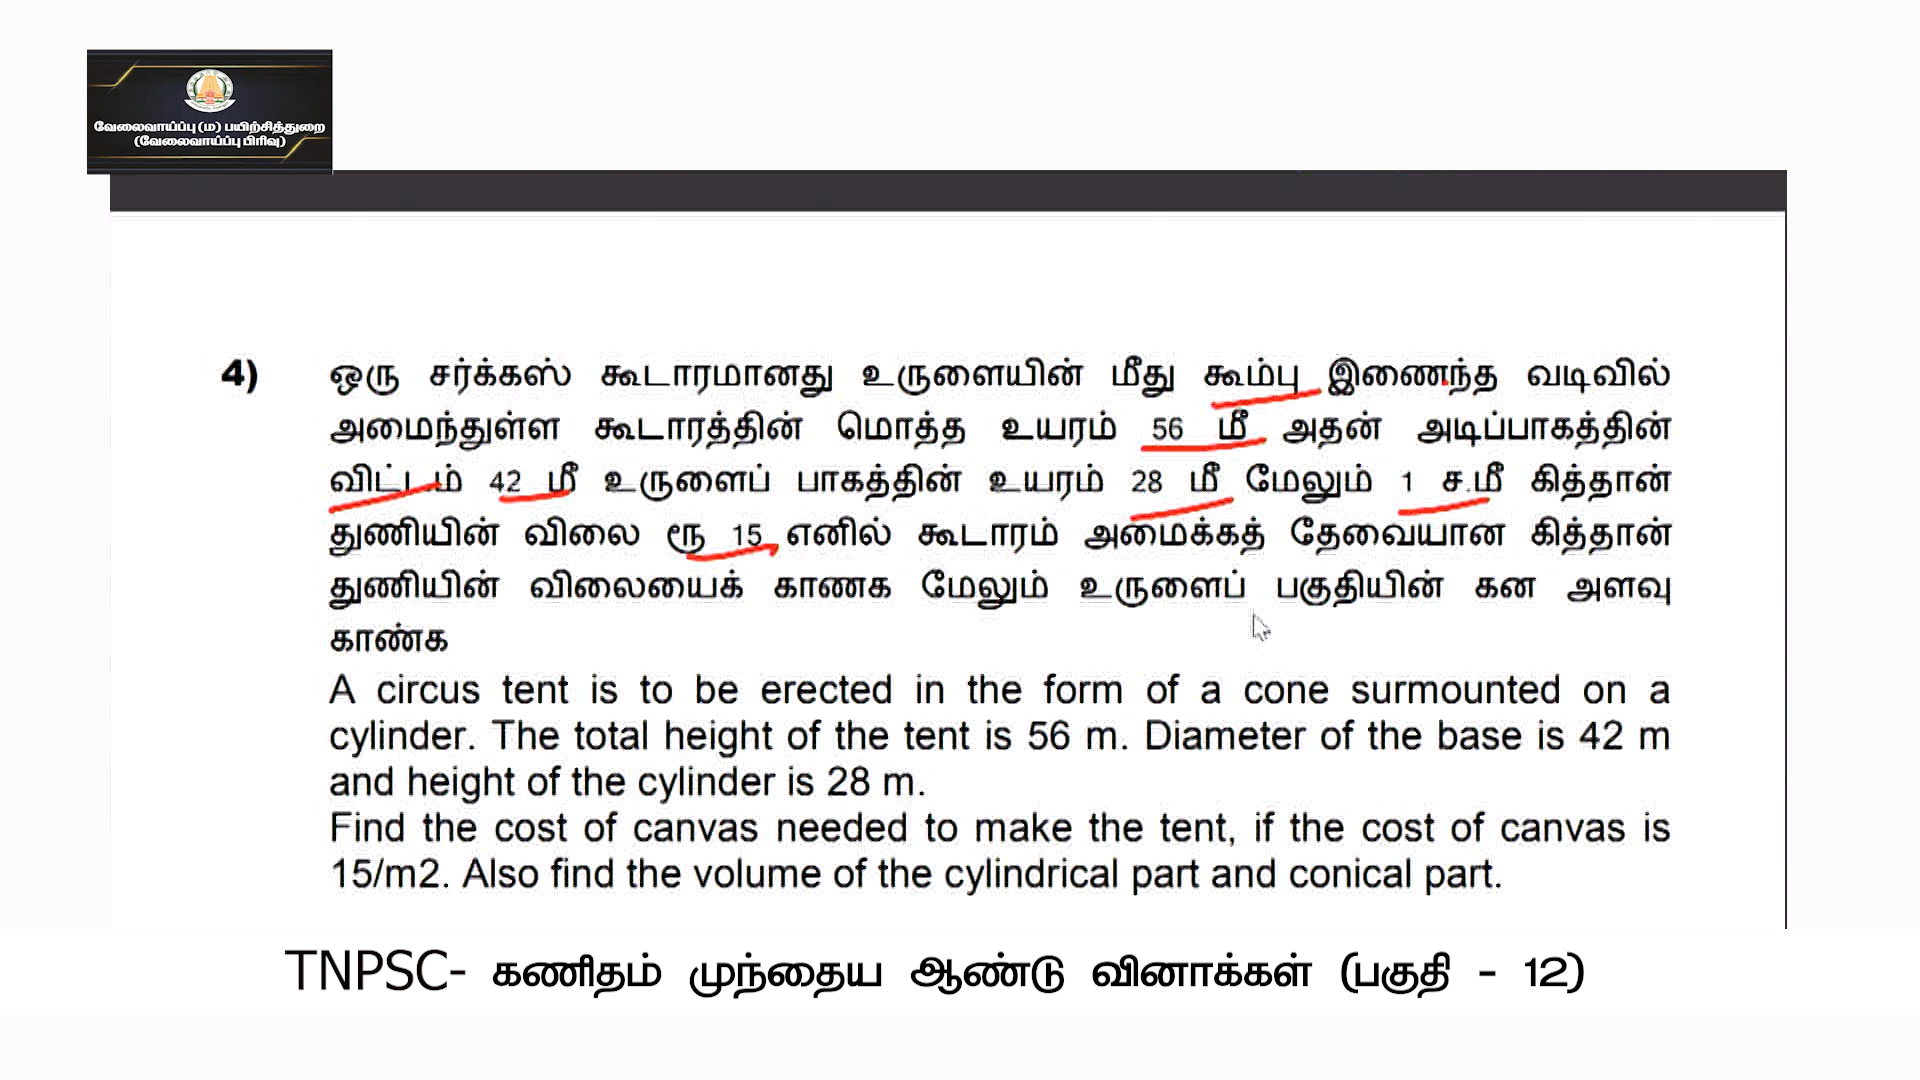 வேலைவாய்ப்பு (ம) பயிற்சித்துறை
(வேலைவாய்ப்பு பிரிவு)
4) ஒரு சர்க்கஸ் கூடாரமானது உருளையின் மீது கூம்பு இணைந்த வடிவில்
அமைந்துள்ள கூடாரத்தின் மொத்த உயரம் 56 மீ அதன் அடிப்பாகத்தின்
விட்டம் 42 மீ உருளைப் பாகத்தின் உயரம் 28 மீ மேலும் 1 ச.மீ கித்தான்
துணியின் விலை ரூ 15 எனில் கூடாரம் அமைக்கத் தேவையான கித்தான்
துணியின் விலையைக் காணக மேலும் உருளைப் பகுதியின் கன அளவு
காண்க
A circus tent is to be erected in the form of a cone surmounted on a
cylinder. The total height of the tent is 56 m. Diameter of the base is 42 m
and height of the cylinder is 28 m.
Find the cost of canvas needed to make the tent, if the cost of canvas is
15/m2. Also find the volume of the cylindrical part and conical part.
TNPSC- கணிதம் முந்தைய ஆண்டு வினாக்கள் (பகுதி - 12)